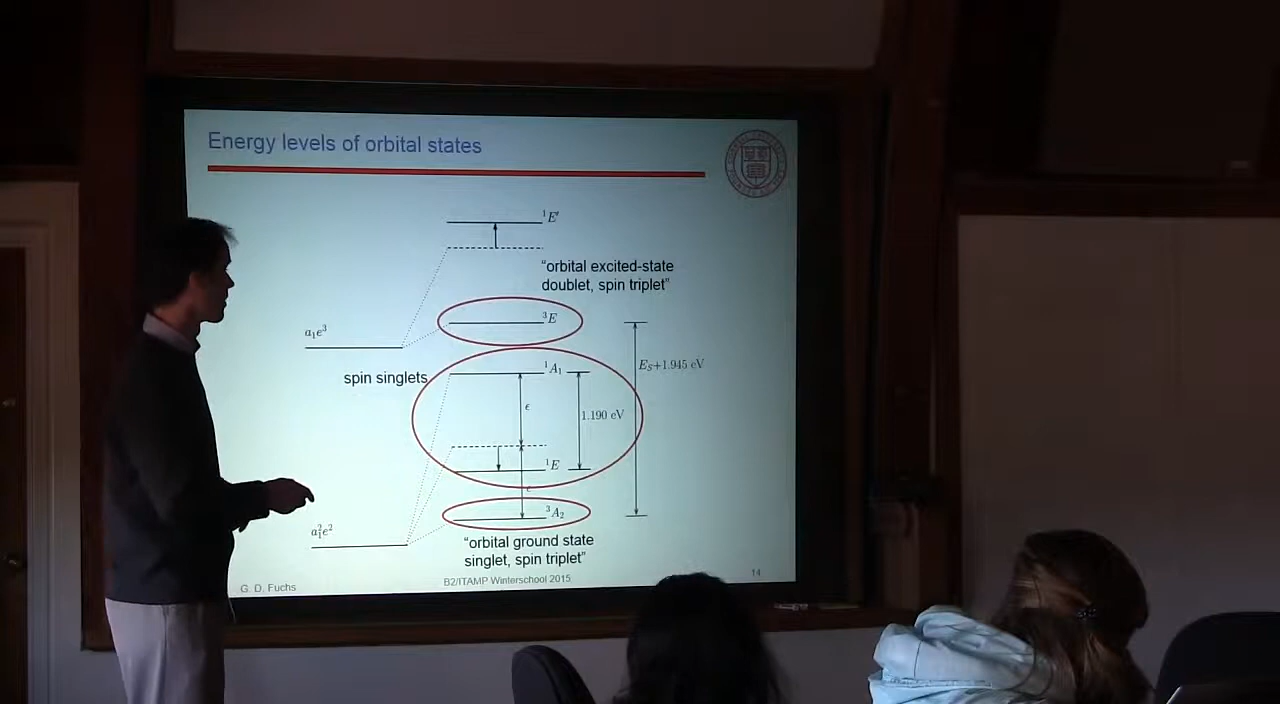 Energy levels of orbital states
¹E'
"orbital excited-state
doublet, spin triplet"
³E
a₁e³
¹A₁
E_S+1.945 eV
spin singlets
ϵ
1.190 eV
¹E
³A₂
a₁²e²
"orbital ground state
singlet, spin triplet"
G. D. Fuchs
B2/ITAMP Winterschool 2015
14